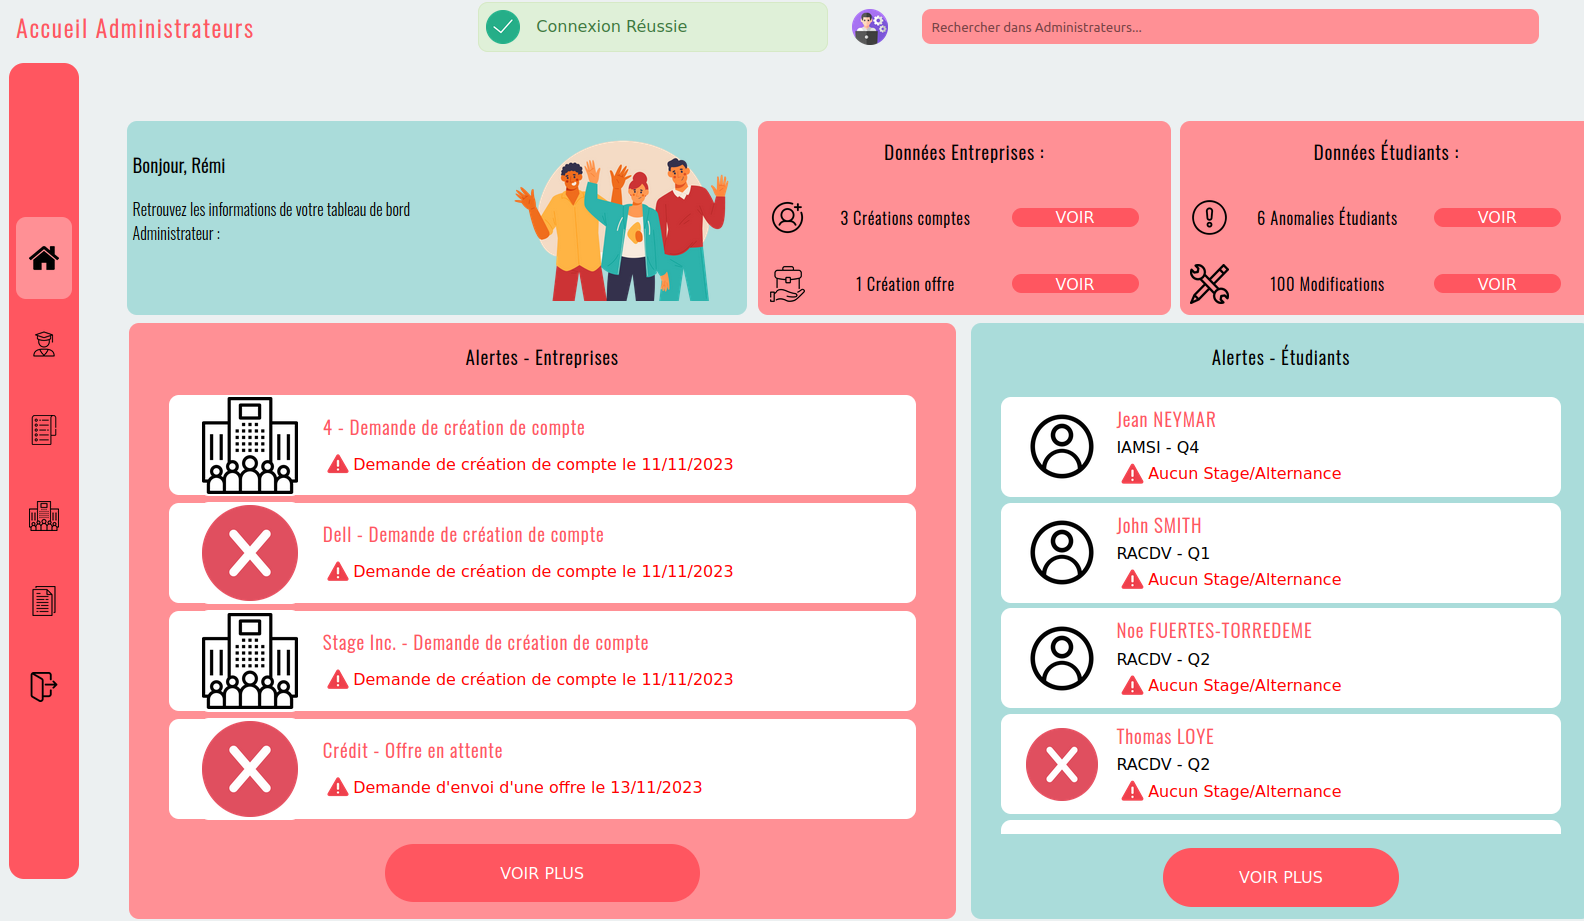 Accueil Administrateurs
Connexion Réussie
Rechercher dans Administrateurs...
Bonjour, Rémi
Retrouvez les informations de votre tableau de bord
Administrateur :
Données Entreprises :
3 Créations comptes
VOIR
1 Création offre
VOIR
Données Étudiants :
6 Anomalies Étudiants
VOIR
100 Modifications
VOIR
Alertes - Entreprises
4 - Demande de création de compte
Demande de création de compte le 11/11/2023
Dell - Demande de création de compte
Demande de création de compte le 11/11/2023
Stage Inc. - Demande de création de compte
Demande de création de compte le 11/11/2023
Crédit - Offre en attente
Demande d'envoi d'une offre le 13/11/2023
VOIR PLUS
Alertes - Étudiants
Jean NEYMAR
IAMSI - Q4
Aucun Stage/Alternance
John SMITH
RACDV - Q1
Aucun Stage/Alternance
Noe FUERTES-TORREDEME
RACDV - Q2
Aucun Stage/Alternance
Thomas LOYE
RACDV - Q2
Aucun Stage/Alternance
VOIR PLUS